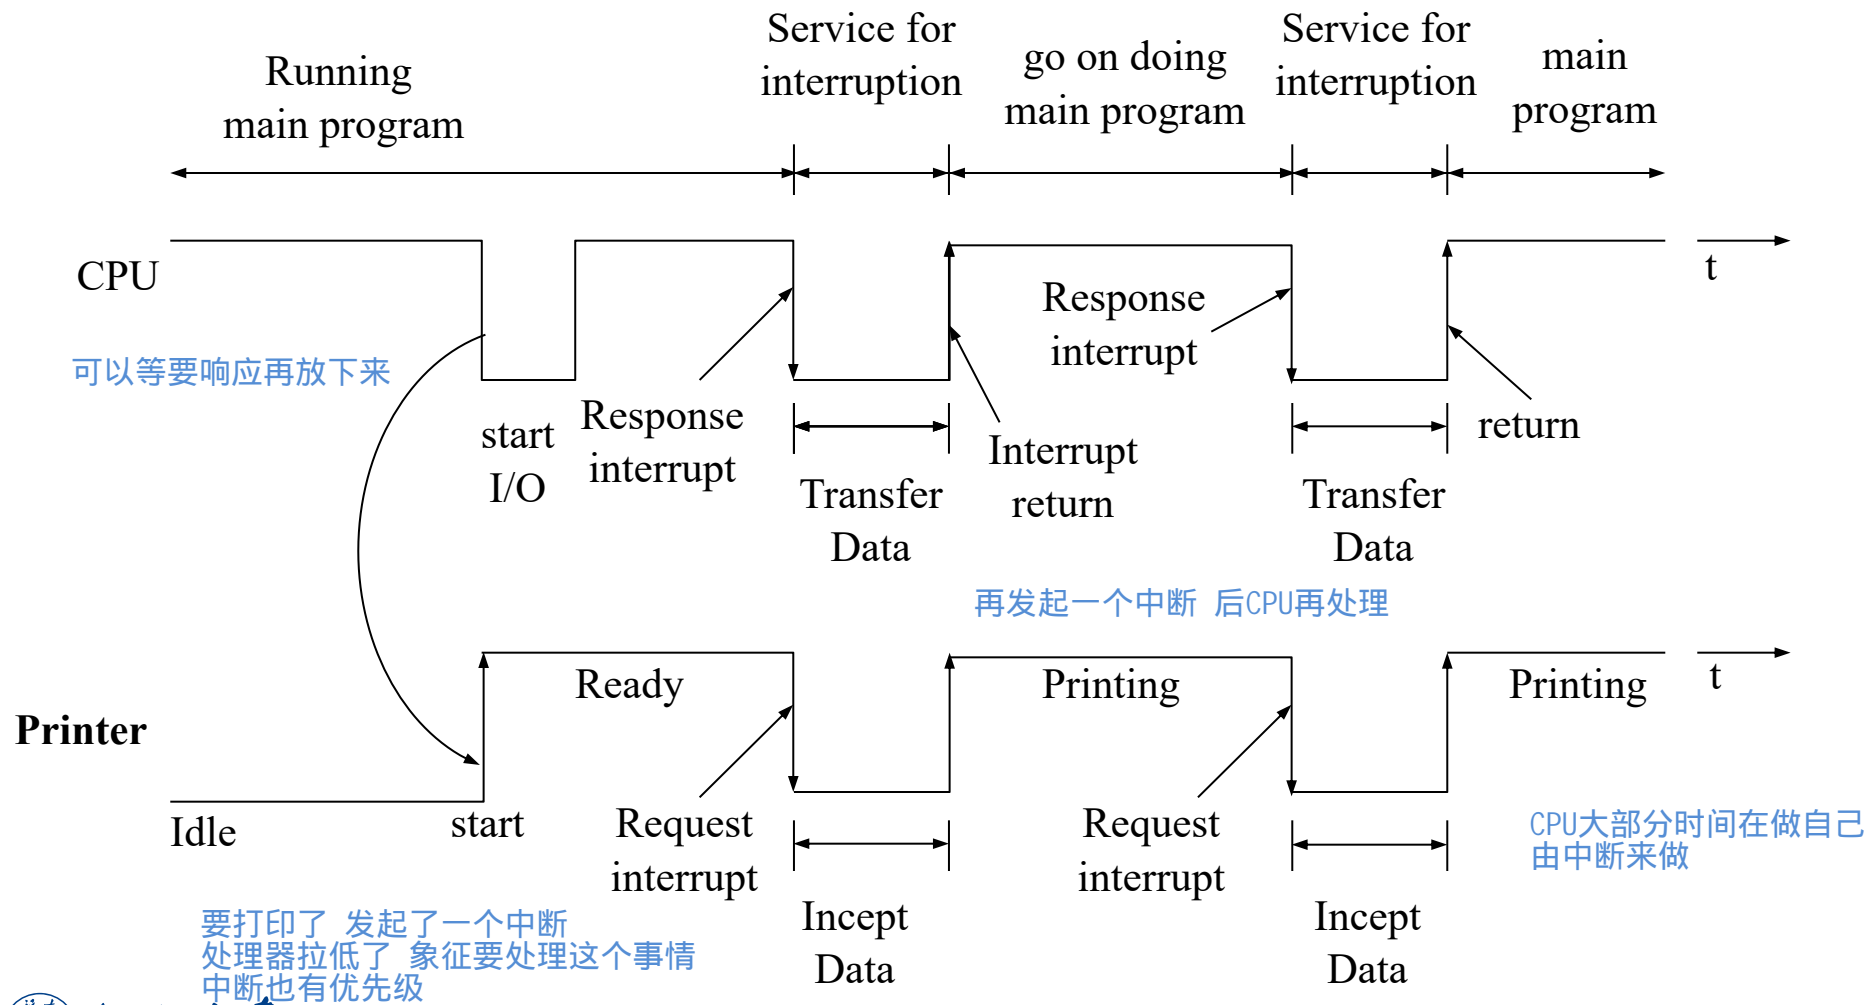 Running
main program
Service for
interruption
go on doing
main program
Service for
interruption
main
program
CPU
t
可以等要响应再放下来
start
I/O
Response
interrupt
Transfer
Data
Interrupt
return
Response
interrupt
Transfer
Data
return
再发起一个中断 后CPU再处理
Printer
Idle
start
Ready
Request
interrupt
Incept
Data
Printing
Request
interrupt
Incept
Data
Printing
t
CPU大部分时间在做自己
由中断来做
要打印了 发起了一个中断
处理器拉低了 象征要处理这个事情
中断也有优先级